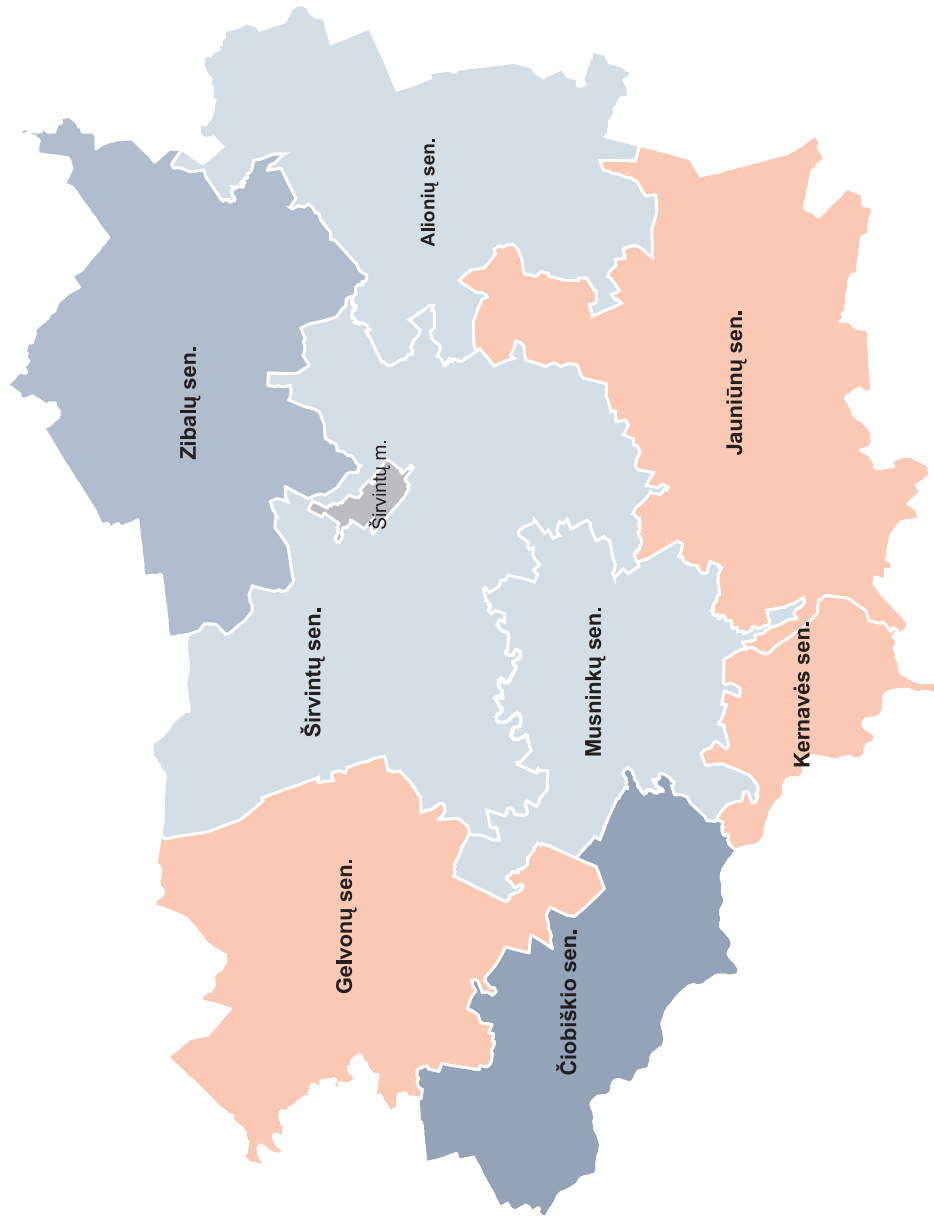 Zibalų sen.
Širvintų sen.
Gelvonų sen.
Širvintų m.
Alionių sen.
Čiobiškio sen.
Musninkų sen.
Jauniūnų sen.
Kernavės sen.